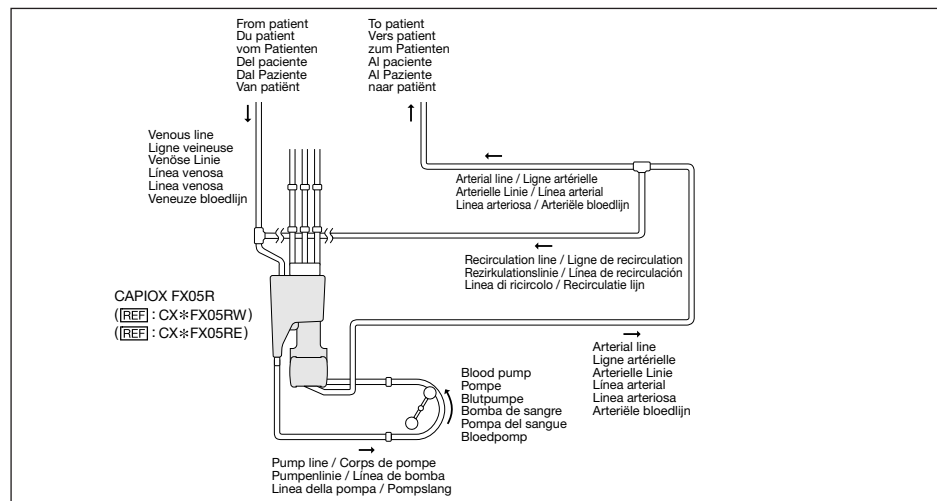 From patient
Du patient
vom Patienten
Del paciente
Dal Paziente
Van patiënt
To patient
Vers patient
zum Patienten
Al paciente
Al Paziente
naar patiënt
Venous line
Ligne veineuse
Venöse Linie
Línea venosa
Linea venosa
Veneuze bloedlijn
Arterial line / Ligne artérielle
Arterielle Linie / Línea arterial
Linea arteriosa / Arteriële bloedlijn
Recirculation line / Ligne de recirculation
Rezirkulationslinie / Línea de recirculación
Linea di ricircolo / Recirculatie lijn
CAPIOX FX05R
(REF : CX*FX05RW)
(REF : CX*FX05RE)
Arterial line
Ligne artérielle
Arterielle Linie
Línea arterial
Linea arteriosa
Arteriële bloedlijn
Blood pump
Pompe
Blutpumpe
Bomba de sangre
Pompa del sangue
Bloedpomp
Pump line / Corps de pompe
Pumpenlinie / Línea de bomba
Linea della pompa / Pompslang